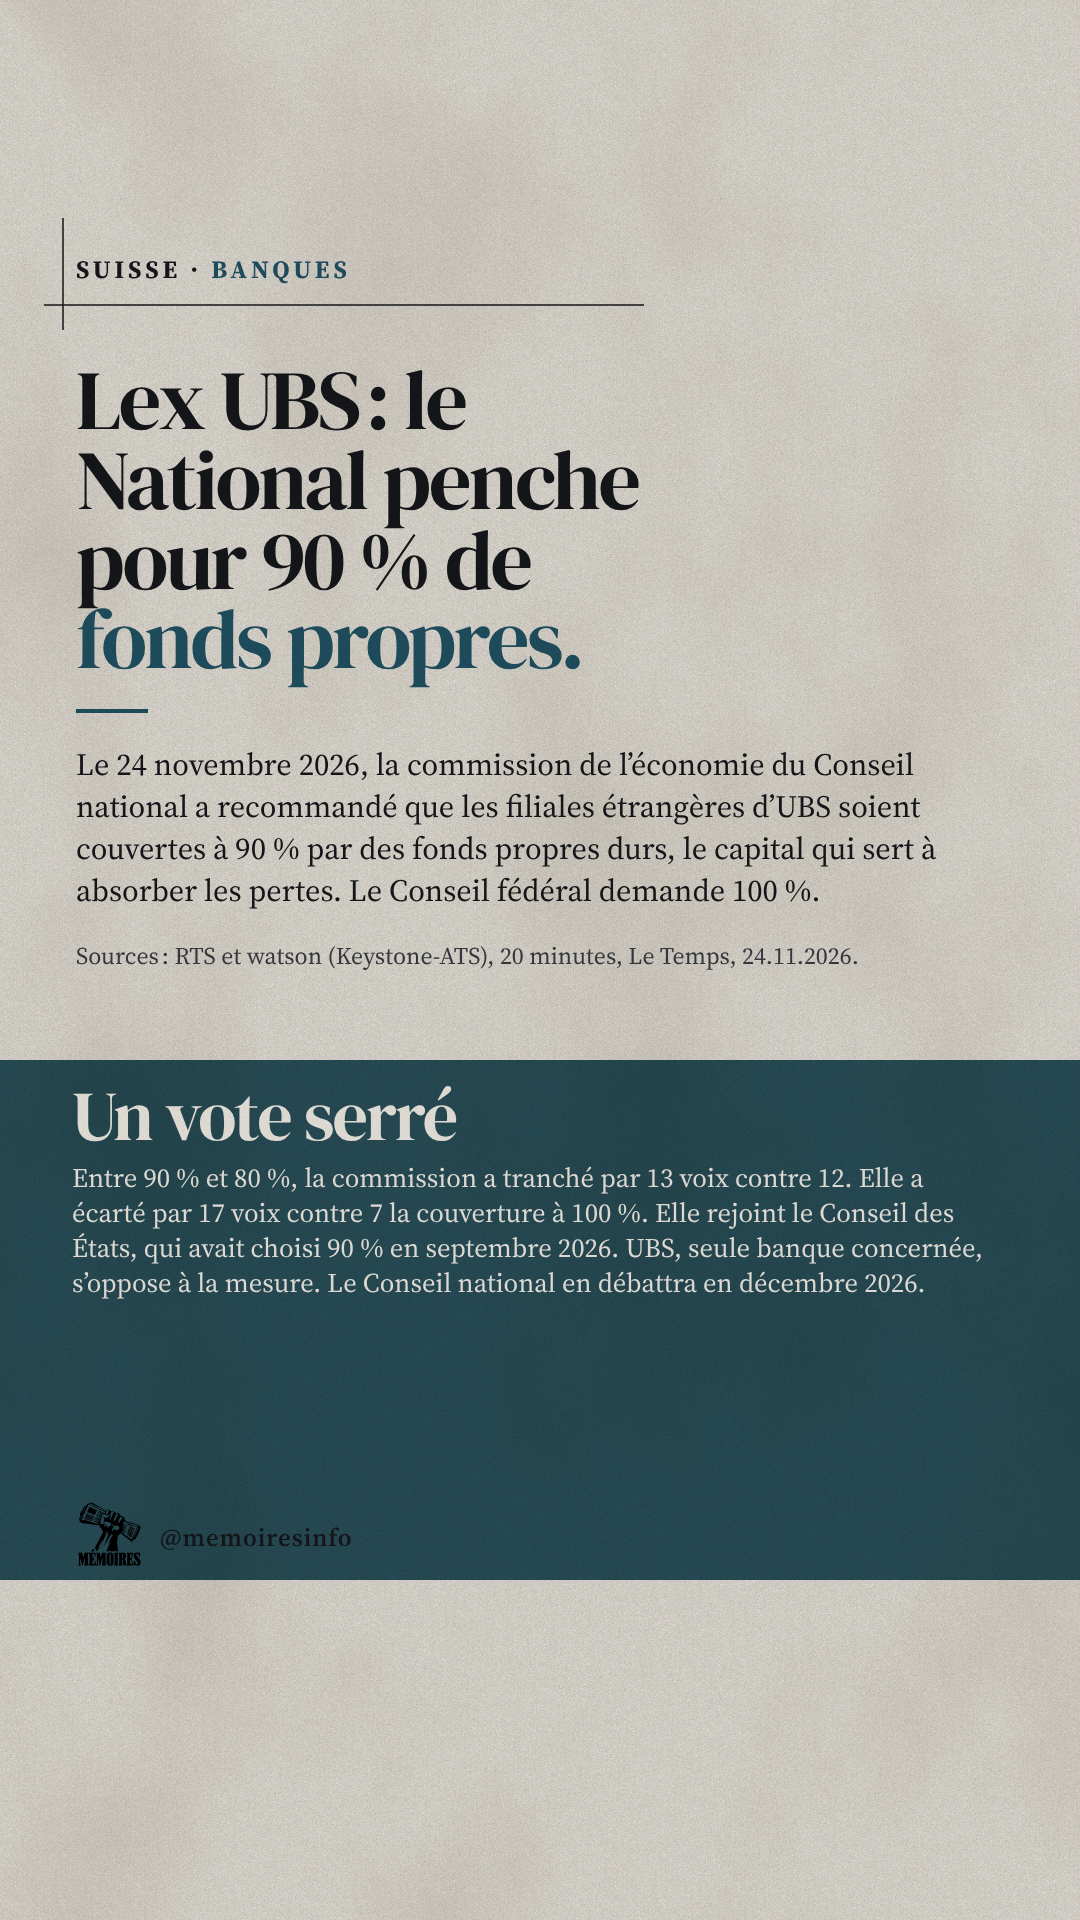 SUISSE · BANQUES
Lex UBS : le
National penche
pour 90 % de
fonds propres.
Le 24 novembre 2026, la commission de l’économie du Conseil
national a recommandé que les filiales étrangères d’UBS soient
couvertes à 90 % par des fonds propres durs, le capital qui sert à
absorber les pertes. Le Conseil fédéral demande 100 %.
Sources : RTS et watson (Keystone-ATS), 20 minutes, Le Temps, 24.11.2026.
Un vote serré
Entre 90 % et 80 %, la commission a tranché par 13 voix contre 12. Elle a
écarté par 17 voix contre 7 la couverture à 100 %. Elle rejoint le Conseil des
États, qui avait choisi 90 % en septembre 2026. UBS, seule banque concernée,
s’oppose à la mesure. Le Conseil national en débattra en décembre 2026.
MÉMOIRES
@memoiresinfo